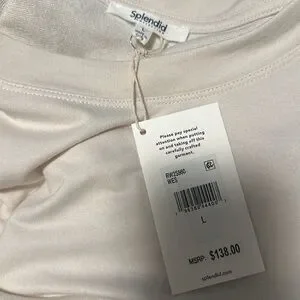 Splendid
L
Please pay special
attention when putting
on and taking off this
carefully crafted
garment.
WES
L
MSRP: $138.00
splendid.com